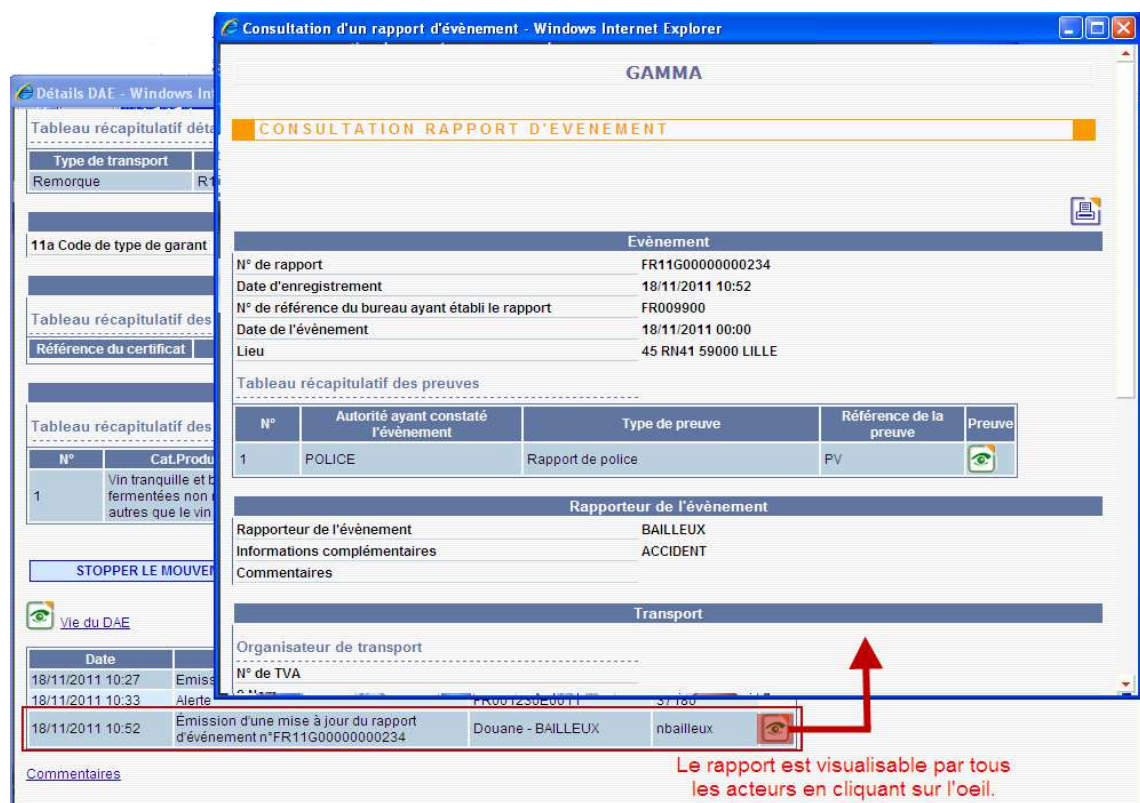 Consultation d'un rapport d'évènement - Windows Internet Explorer
GAMMA
CONSULTATION RAPPORT D'EVENEMENT
Evènement
N° de rapport FR11G00000000234
Date d'enregistrement 18/11/2011 10:52
N° de référence du bureau ayant établi le rapport FR009900
Date de l'évènement 18/11/2011 00:00
Lieu 45 RN41 59000 LILLE
Tableau récapitulatif des preuves
N° Autorité ayant constaté l'évènement Type de preuve Référence de la preuve Preuve
1 POLICE Rapport de police PV
Rapporteur de l'évènement
Rapporteur de l'évènement BAILLEUX
Informations complémentaires ACCIDENT
Commentaires
Transport
Organisateur de transport
N° de TVA
Détails DAE - Windows Int
Tableau récapitulatif déta
Type de transport
Remorque R1
11a Code de type de garant
Tableau récapitulatif des
Référence du certificat
Tableau récapitulatif des
N° Cat.Produ
1 Vin tranquille et b
fermentées non
autres que le vin
STOPPER LE MOUVEM
Vie du DAE
Date
18/11/2011 10:27 Emiss
18/11/2011 10:33 Alerte
18/11/2011 10:52 Émission d'une mise à jour du rapport
d'événement n°FR11G00000000234 Douane - BAILLEUX nbailleux
Commentaires
Le rapport est visualisable par tous
les acteurs en cliquant sur l'oeil.